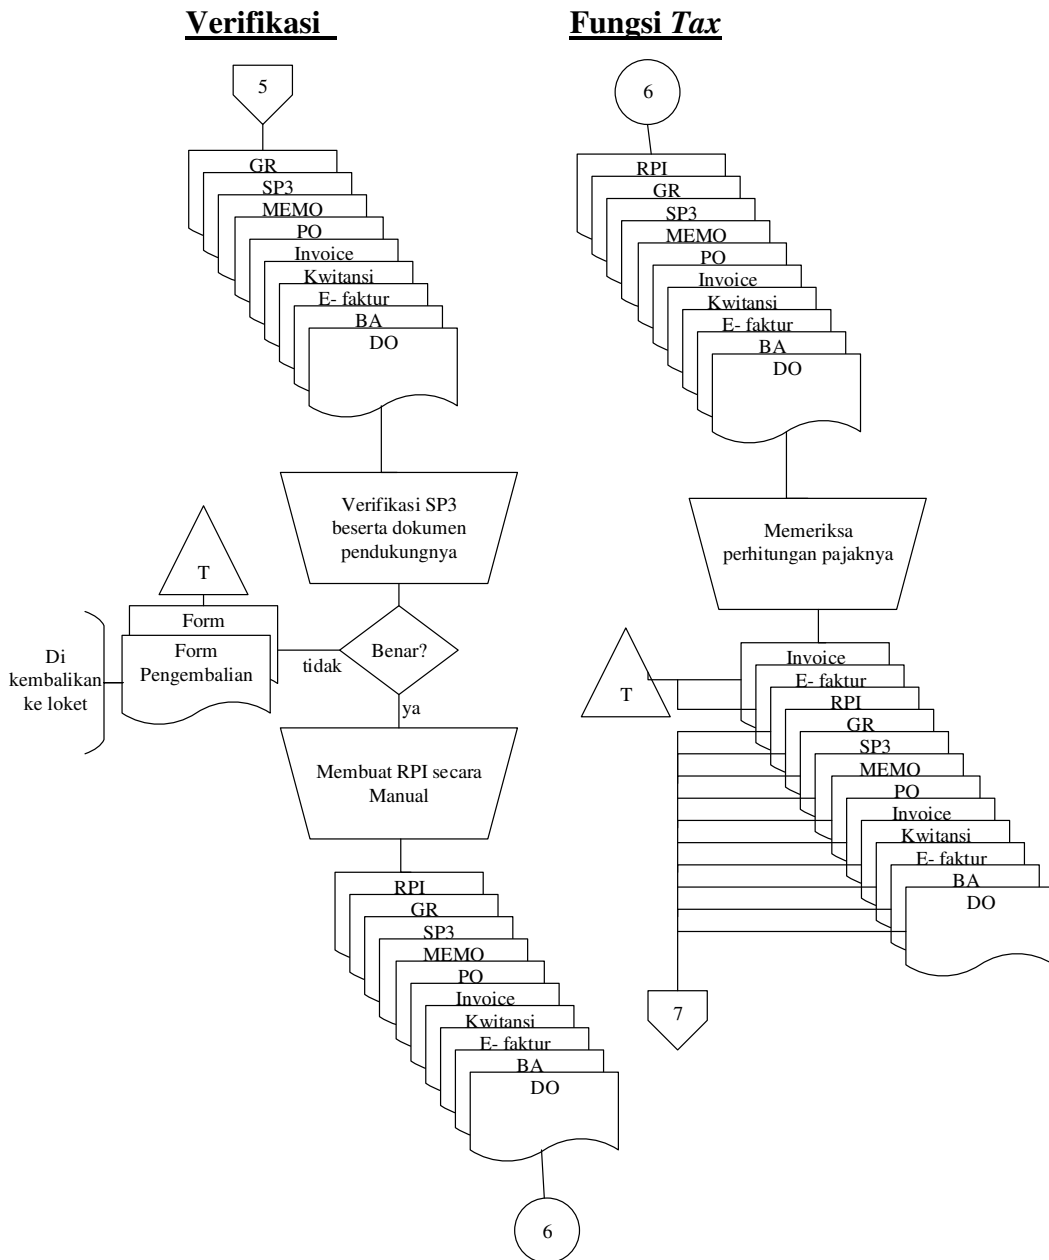 Verifikasi
5
GR
SP3
MEMO
PO
Invoice
Kwitansi
E- faktur
BA
DO
Verifikasi SP3
beserta dokumen
pendukungnya
Benar?
tidak
ya
T
Form
Form
Pengembalian
Di
kembalikan
ke loket
Membuat RPI secara
Manual
RPI
GR
SP3
MEMO
PO
Invoice
Kwitansi
E- faktur
BA
DO
6
Fungsi Tax
6
RPI
GR
SP3
MEMO
PO
Invoice
Kwitansi
E- faktur
BA
DO
Memeriksa
perhitungan pajaknya
T
Invoice
E- faktur
RPI
GR
SP3
MEMO
PO
Invoice
Kwitansi
E- faktur
BA
DO
7